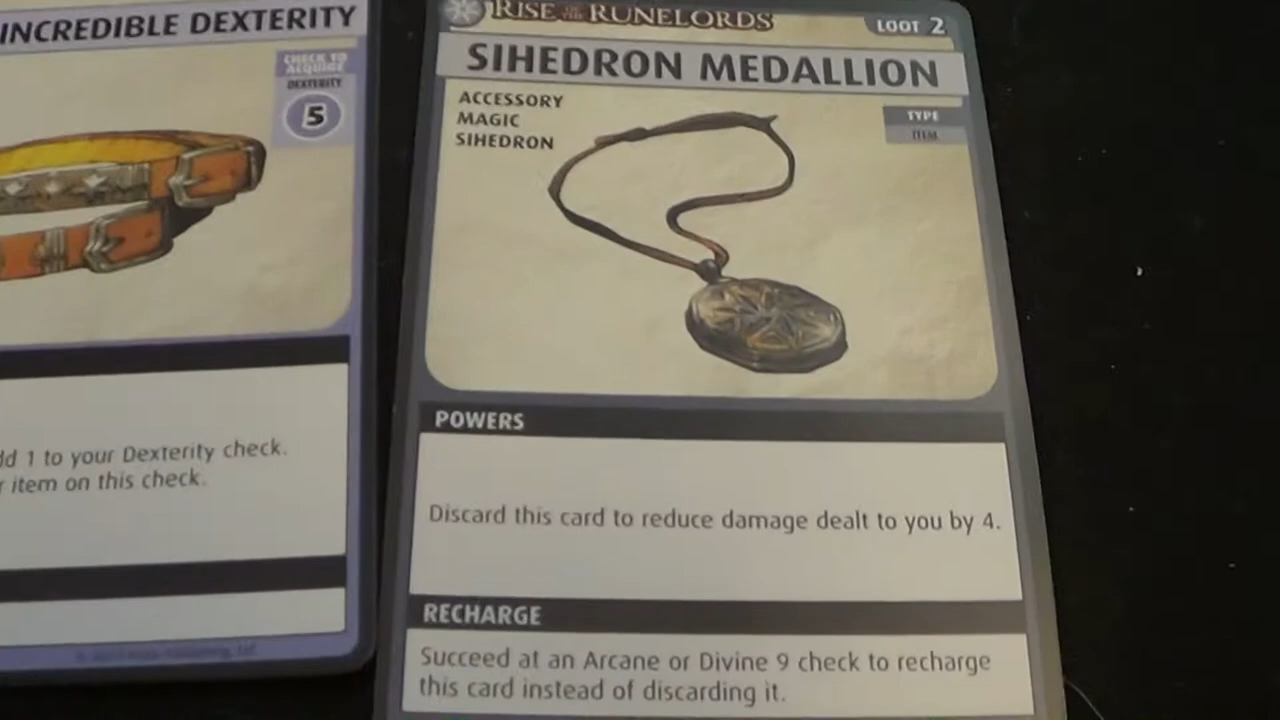 INCREDIBLE DEXTERITY
CHECK TO
ACQUIRE
DEXTERITY
5
dd 1 to your Dexterity check.
r item on this check.
RISE OF THE RUNELORDS
LOOT 2
SIHEDRON MEDALLION
ACCESSORY
MAGIC
SIHEDRON
TYPE
ITEM
POWERS
Discard this card to reduce damage dealt to you by 4.
RECHARGE
Succeed at an Arcane or Divine 9 check to recharge
this card instead of discarding it.